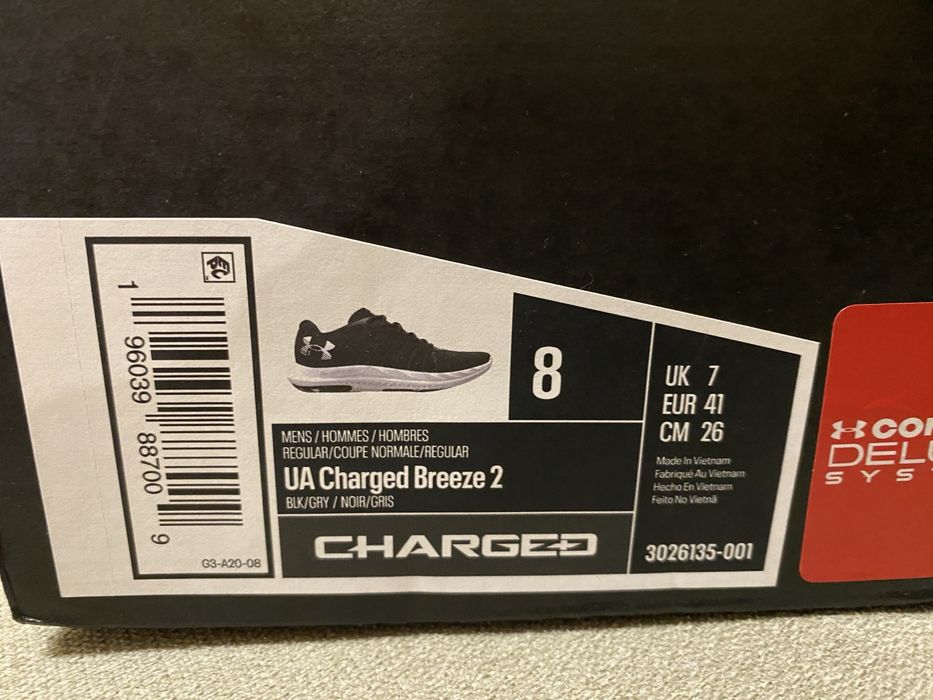 1 96039 88700 9
G3-A20-08
8
MENS / HOMMES / HOMBRES
REGULAR/COUPE NORMALE/REGULAR
UA Charged Breeze 2
BLK/GRY / NOIR/GRIS
CHARGED
UK 7
EUR 41
CM 26
Made In Vietnam
Fabriqué Au Vietnam
Hecho En Vietnam
Feito No Vietnã
3026135-001